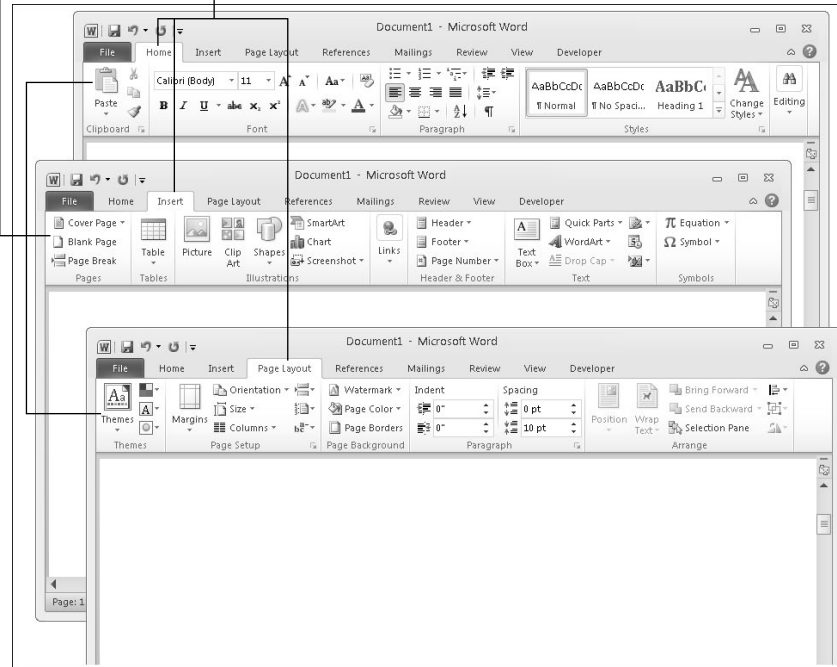 Document1 - Microsoft Word
File Home Insert Page Layout References Mailings Review View Developer
Calibri (Body) 11 A A Aa
Paste B I U abc x₂ x² A ab A
AaBbCcDc AaBbCcDc AaBbC
¶ Normal ¶ No Spaci... Heading 1
Change Styles Editing
Clipboard Font Paragraph Styles
Document1 - Microsoft Word
File Home Insert Page Layout References Mailings Review View Developer
Cover Page SmartArt Header Quick Parts π Equation
Blank Page Chart Footer WordArt Ω Symbol
Page Break Table Picture Clip Art Shapes Screenshot Links Page Number Text Box Drop Cap
Pages Tables Illustrations Header & Footer Text Symbols
Document1 - Microsoft Word
File Home Insert Page Layout References Mailings Review View Developer
Orientation Watermark Indent Spacing Bring Forward
Themes Margins Size Page Color 0" 0 pt Position Wrap Text Send Backward
Columns Page Borders 0" 10 pt Selection Pane
Themes Page Setup Page Background Paragraph Arrange
Page: 1